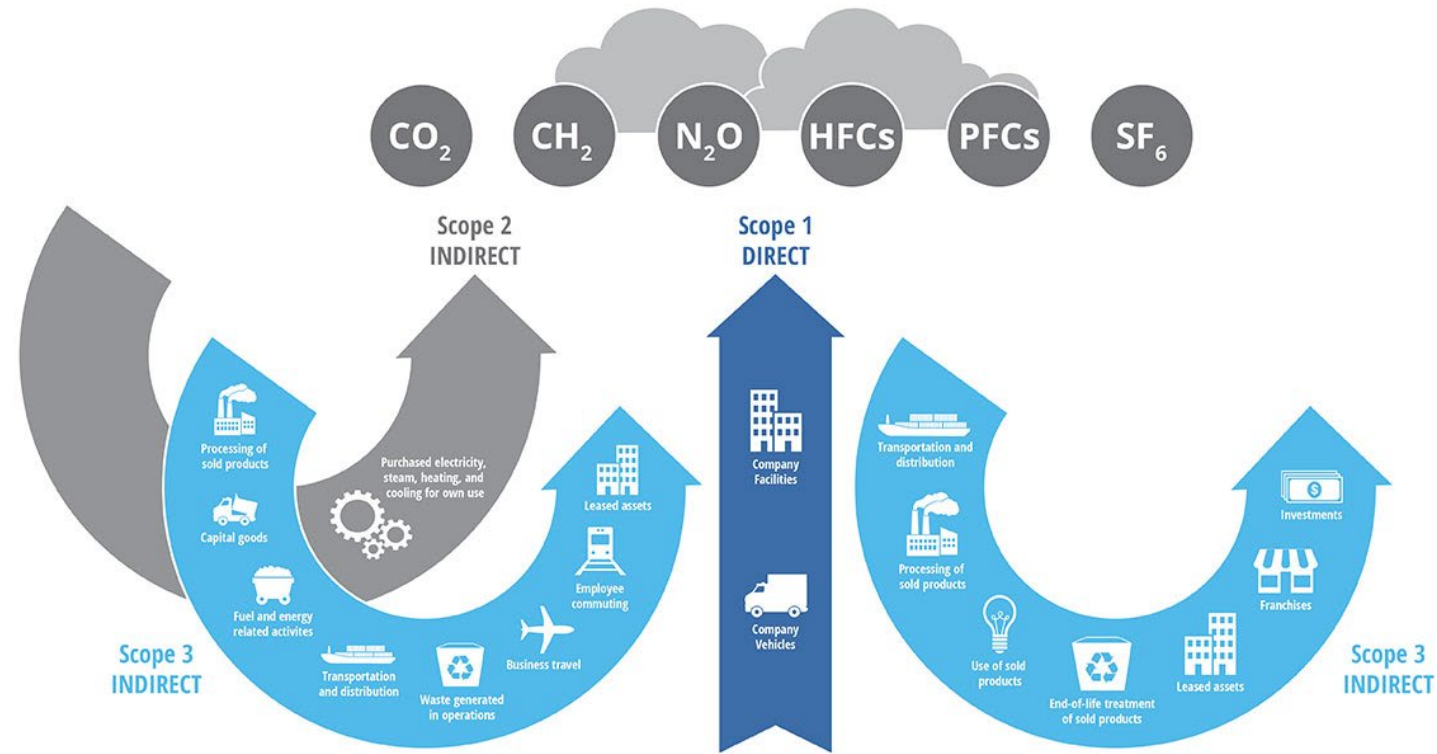 CO₂
CH₂
N₂O
HFCs
PFCs
SF₆
Scope 2
INDIRECT
Scope 1
DIRECT
Processing of
sold products
Capital goods
Fuel and energy
related activites
Transportation
and distribution
Waste generated
in operations
Business travel
Employee
commuting
Leased assets
Purchased electricity,
steam, heating, and
cooling for own use
Scope 3
INDIRECT
Company
Facilities
Company
Vehicles
Transportation and
distribution
Processing of
sold products
Use of sold
products
End-of-life treatment
of sold products
Leased assets
Franchises
$
Investments
Scope 3
INDIRECT